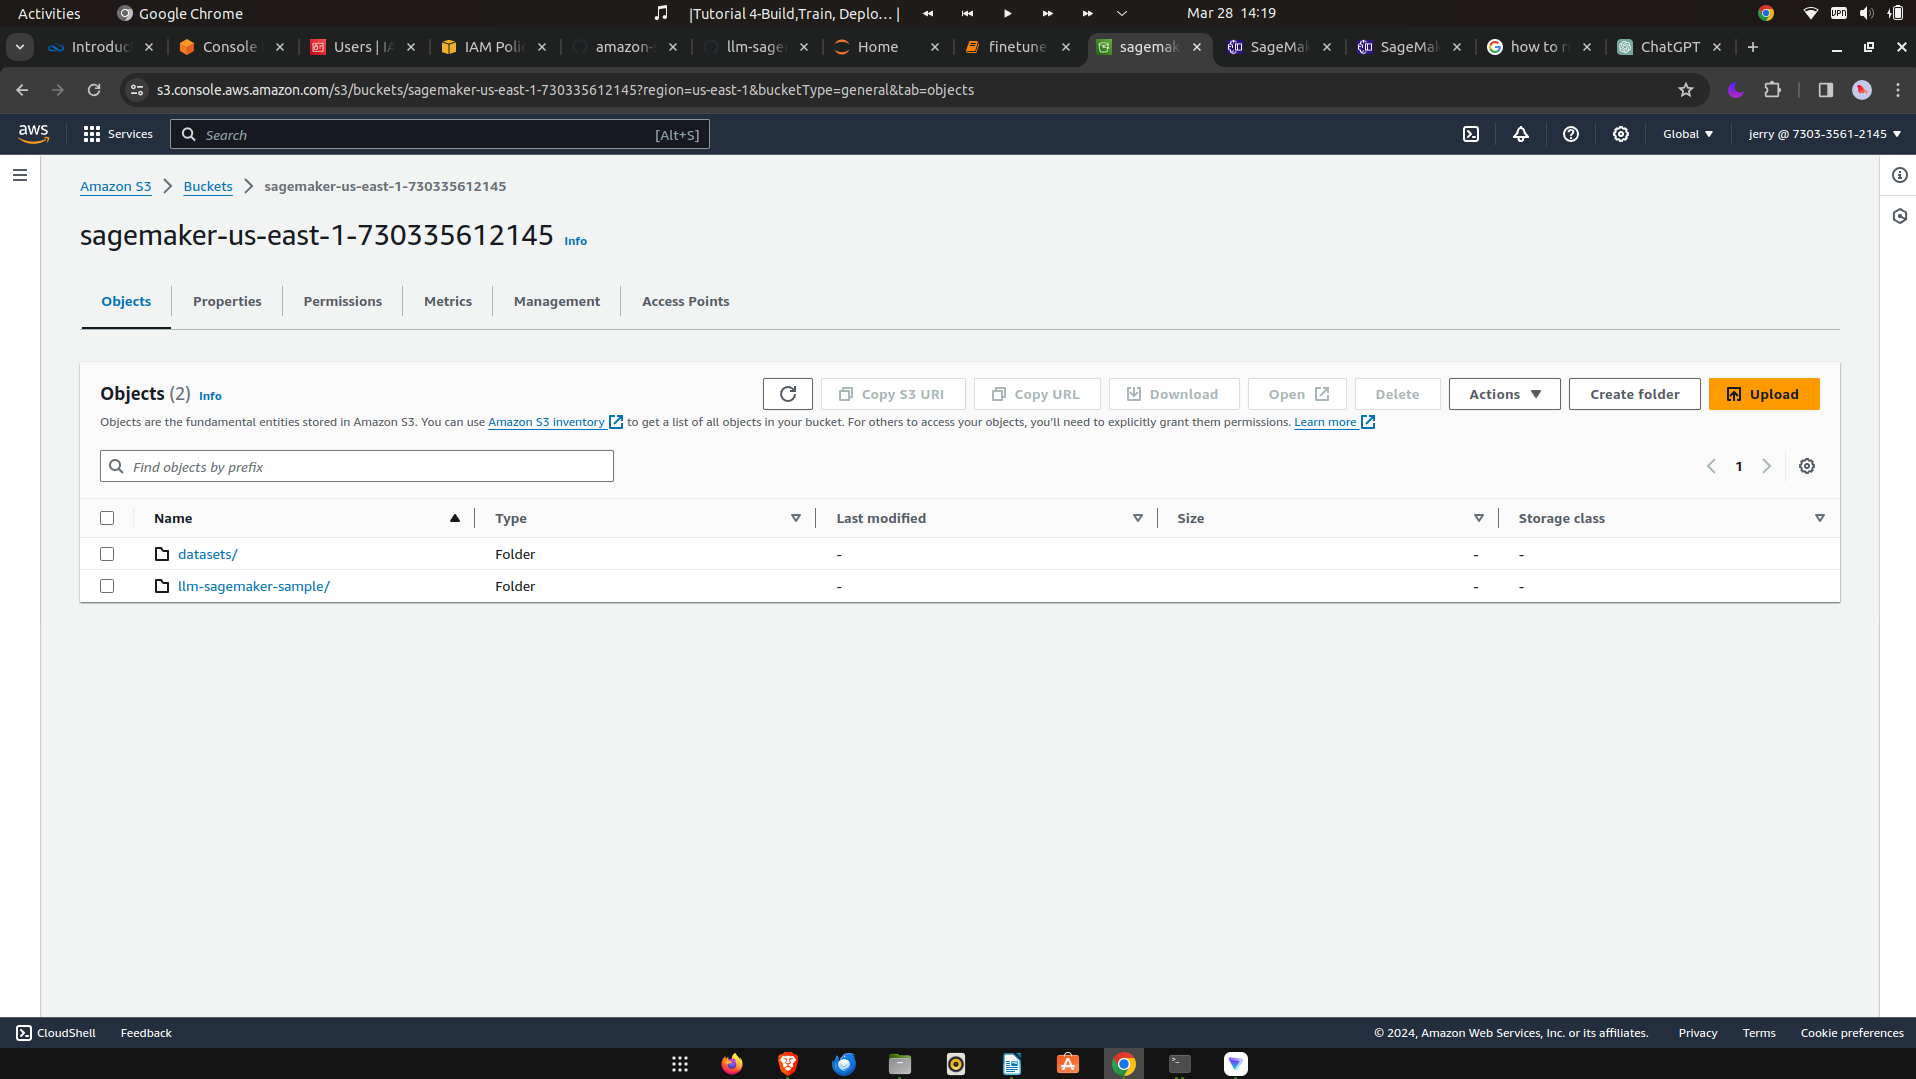 Activities Google Chrome |Tutorial 4-Build,Train, Deplo… | Mar 28 14:19 VPN
Introduc Console Users | IA IAM Poli amazon-s llm-sage Home finetune sagemak SageMak SageMak how to r ChatGPT
s3.console.aws.amazon.com/s3/buckets/sagemaker-us-east-1-730335612145?region=us-east-1&bucketType=general&tab=objects
aws Services Search [Alt+S] Global jerry @ 7303-3561-2145
Amazon S3 Buckets sagemaker-us-east-1-730335612145
sagemaker-us-east-1-730335612145 Info
Objects Properties Permissions Metrics Management Access Points
Objects (2) Info Copy S3 URI Copy URL Download Open Delete Actions Create folder Upload
Objects are the fundamental entities stored in Amazon S3. You can use Amazon S3 inventory to get a list of all objects in your bucket. For others to access your objects, you'll need to explicitly grant them permissions. Learn more
Find objects by prefix 1
Name Type Last modified Size Storage class
datasets/ Folder - - -
llm-sagemaker-sample/ Folder - - -
CloudShell Feedback © 2024, Amazon Web Services, Inc. or its affiliates. Privacy Terms Cookie preferences